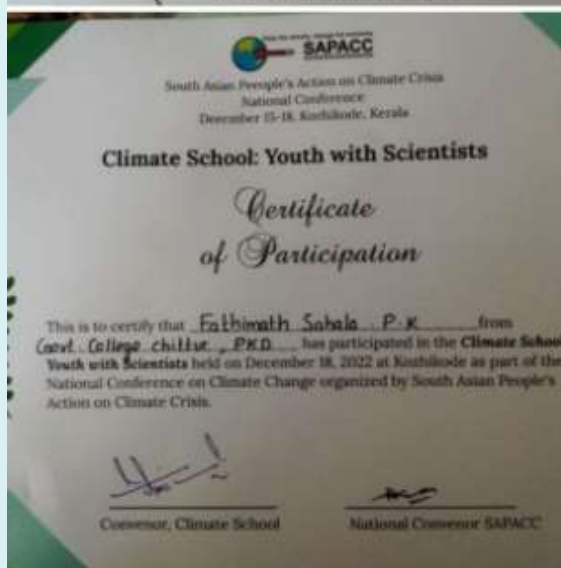 SAPACC
South Asian People's Action on Climate Crisis
National Conference
December 15-18, Kozhikode, Kerala
Climate School: Youth with Scientists
Certificate
of Participation
This is to certify that Fathimath Sahala P.K from
Govt. College chittur, PKD has participated in the Climate School
Youth with Scientists held on December 18, 2022 at Kozhikode as part of the
National Conference on Climate Change organized by South Asian People's
Action on Climate Crisis.
Convenor, Climate School
National Convenor SAPACC